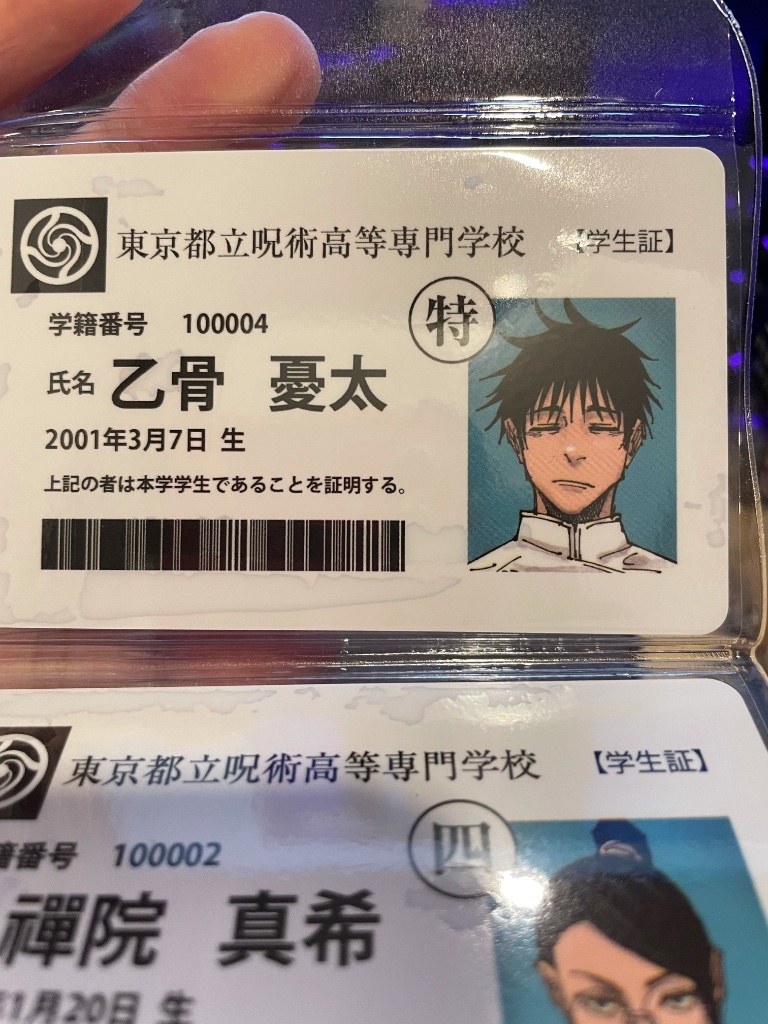 東京都立呪術高等専門学校 【学生証】
特
学籍番号 100004
氏名 乙骨 憂太
2001年3月7日 生
上記の者は本学学生であることを証明する。
東京都立呪術高等専門学校 【学生証】
四
籍番号 100002
禪院 真希
1月20日 生